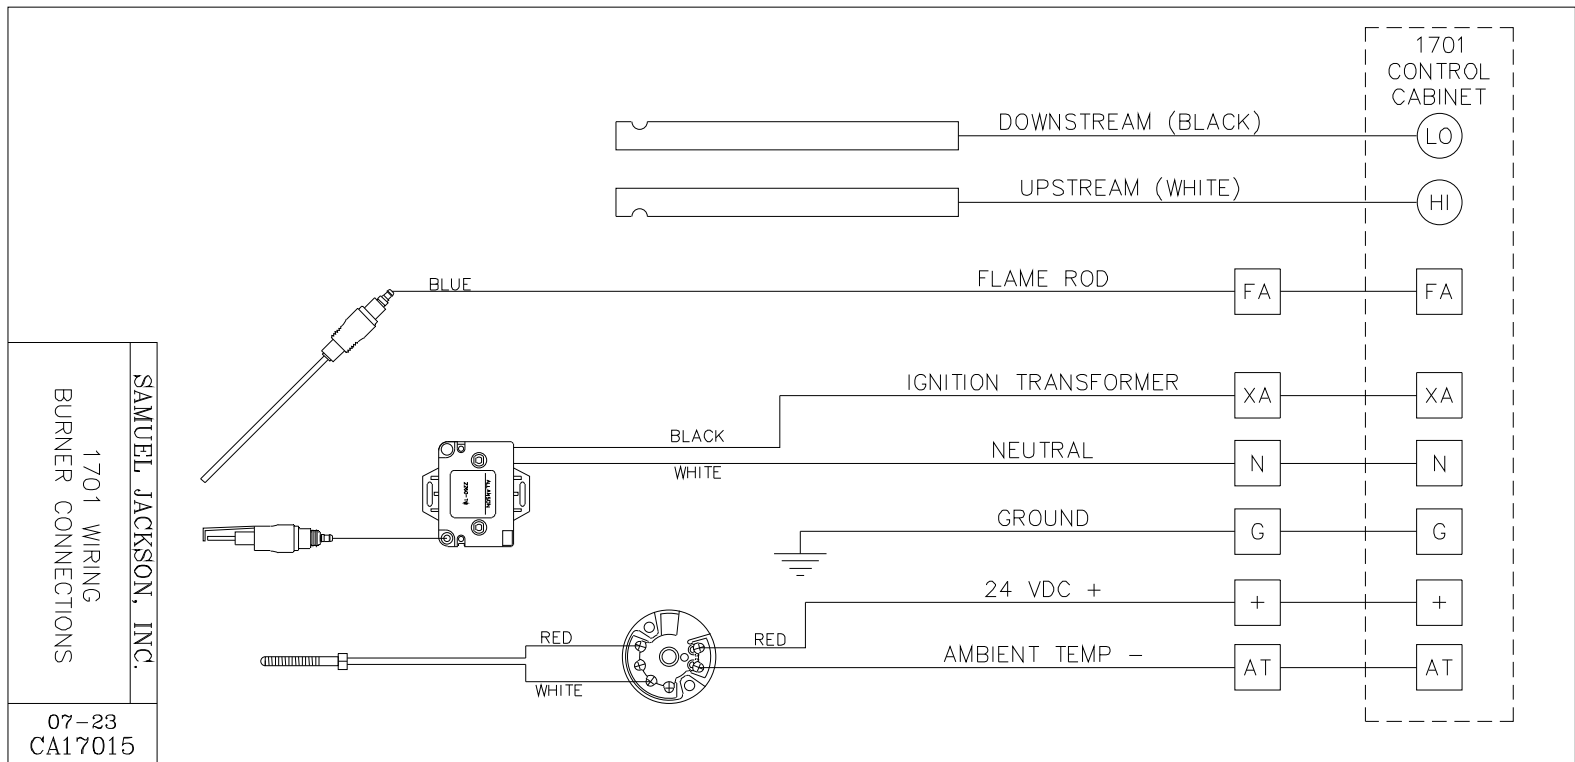 1701
CONTROL
CABINET
DOWNSTREAM (BLACK)
LO
UPSTREAM (WHITE)
HI
BLUE
FLAME ROD
FA
FA
IGNITION TRANSFORMER
XA
XA
BLACK
WHITE
NEUTRAL
N
N
ALLANSON
2260-
GROUND
G
G
24 VDC +
+
+
RED
RED
WHITE
AMBIENT TEMP -
AT
AT
SAMUEL JACKSON, INC.
1701 WIRING
BURNER CONNECTIONS
07-23
CA17015